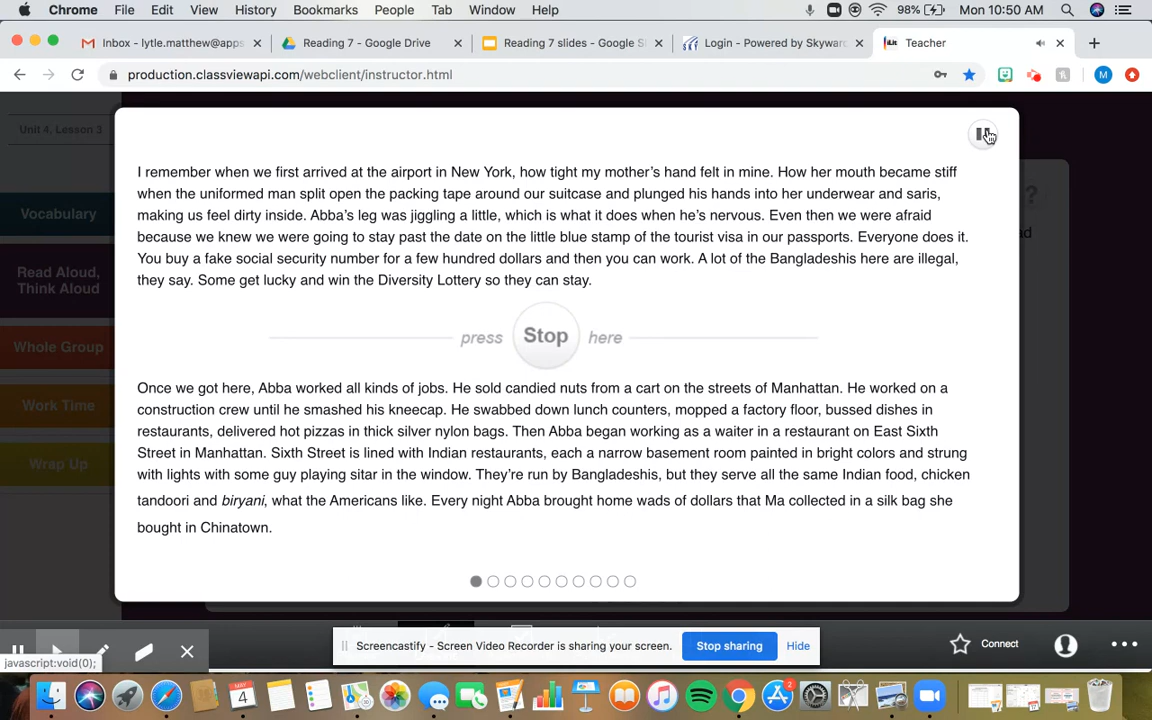 Chrome File Edit View History Bookmarks People Tab Window Help 98% Mon 10:50 AM
Inbox - lytle.matthew@apps Reading 7 - Google Drive Reading 7 slides - Google Sl Login - Powered by Skyward Teacher
production.classviewapi.com/webclient/instructor.html M
Unit 4, Lesson 3
Vocabulary
Read Aloud,
Think Aloud
Whole Group
Work Time
Wrap Up
I remember when we first arrived at the airport in New York, how tight my mother's hand felt in mine. How her mouth became stiff
when the uniformed man split open the packing tape around our suitcase and plunged his hands into her underwear and saris,
making us feel dirty inside. Abba's leg was jiggling a little, which is what it does when he's nervous. Even then we were afraid
because we knew we were going to stay past the date on the little blue stamp of the tourist visa in our passports. Everyone does it.
You buy a fake social security number for a few hundred dollars and then you can work. A lot of the Bangladeshis here are illegal,
they say. Some get lucky and win the Diversity Lottery so they can stay.
press Stop here
Once we got here, Abba worked all kinds of jobs. He sold candied nuts from a cart on the streets of Manhattan. He worked on a
construction crew until he smashed his kneecap. He swabbed down lunch counters, mopped a factory floor, bussed dishes in
restaurants, delivered hot pizzas in thick silver nylon bags. Then Abba began working as a waiter in a restaurant on East Sixth
Street in Manhattan. Sixth Street is lined with Indian restaurants, each a narrow basement room painted in bright colors and strung
with lights with some guy playing sitar in the window. They're run by Bangladeshis, but they serve all the same Indian food, chicken
tandoori and biryani, what the Americans like. Every night Abba brought home wads of dollars that Ma collected in a silk bag she
bought in Chinatown.
Screencastify - Screen Video Recorder is sharing your screen. Stop sharing Hide
Connect
javascript:void(0);
MAY
4
2